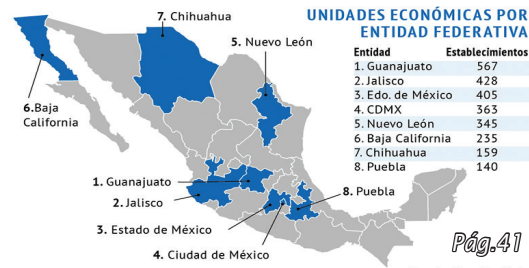 UNIDADES ECONÓMICAS POR
ENTIDAD FEDERATIVA
Entidad Establecimientos
1. Guanajuato 567
2. Jalisco 428
3. Edo. de México 405
4. CDMX 363
5. Nuevo León 345
6. Baja California 235
7. Chihuahua 159
8. Puebla 140
7. Chihuahua
5. Nuevo León
6.Baja
California
1. Guanajuato
2. Jalisco
3. Estado de México
4. Ciudad de México
8. Puebla
Pág.41